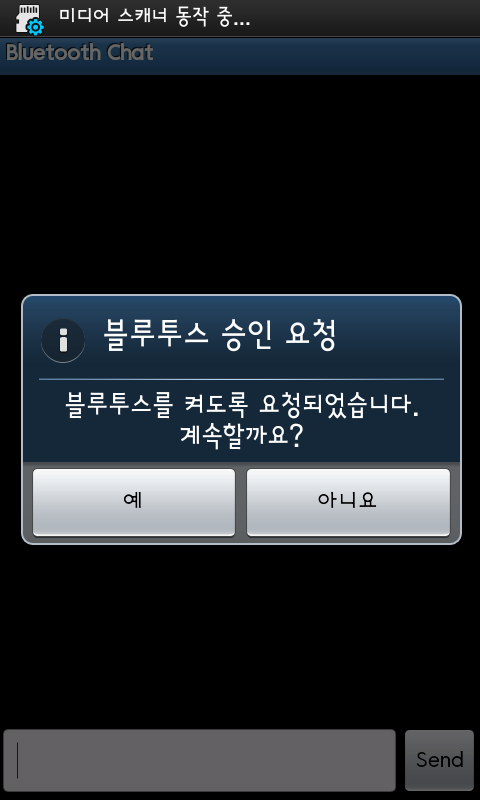 미디어 스캐너 동작 중...
Bluetooth Chat
블루투스 승인 요청
블루투스를 켜도록 요청되었습니다.
계속할까요?
예
아니요
Send